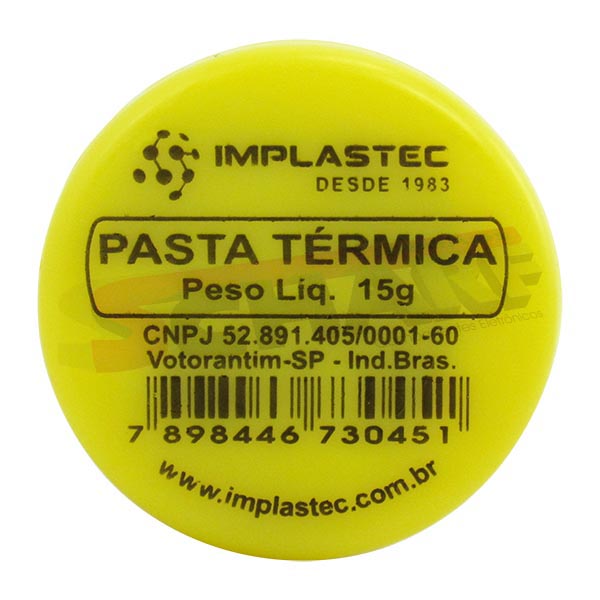 IMPLASTEC
DESDE 1983
PASTA TÉRMICA
Peso Líq. 15g
CNPJ 52.891.405/0001-60
Votorantim-SP - Ind.Bras.
7 898446 730451
www.implastec.com.br